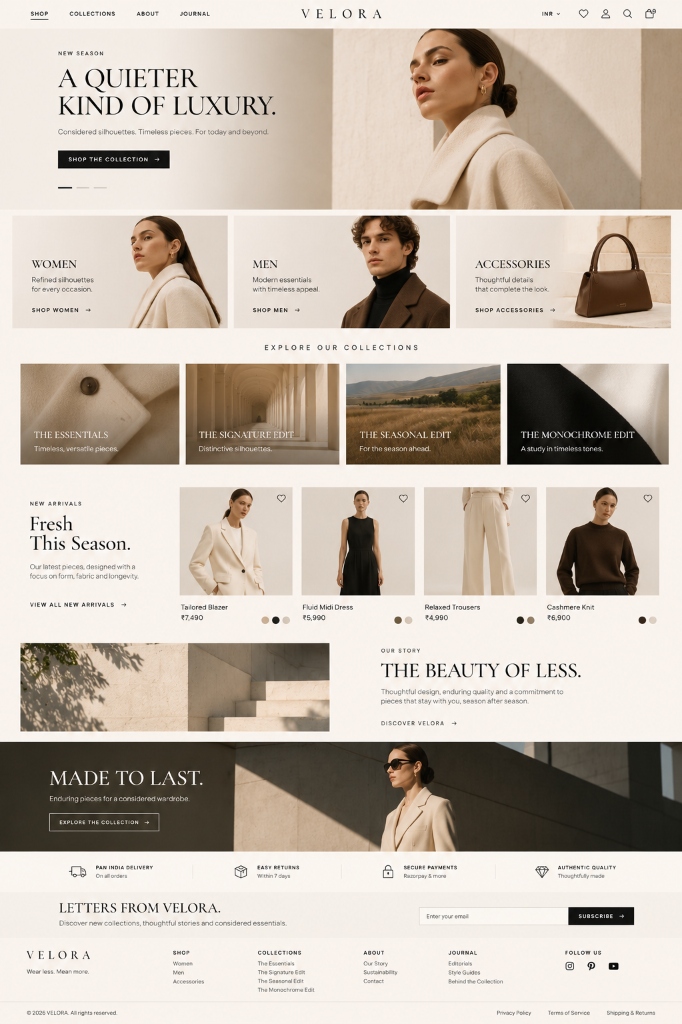 SHOP COLLECTIONS ABOUT JOURNAL VELORA INR
NEW SEASON
A QUIETER
KIND OF LUXURY.
Considered silhouettes. Timeless pieces. For today and beyond.
SHOP THE COLLECTION →
WOMEN
Refined silhouettes
for every occasion.
SHOP WOMEN →
MEN
Modern essentials
with timeless appeal.
SHOP MEN →
ACCESSORIES
Thoughtful details
that complete the look.
SHOP ACCESSORIES →
EXPLORE OUR COLLECTIONS
THE ESSENTIALS
Timeless, versatile pieces.
THE SIGNATURE EDIT
Distinctive silhouettes.
THE SEASONAL EDIT
For the season ahead.
THE MONOCHROME EDIT
A study in timeless tones.
NEW ARRIVALS
Fresh
This Season.
Our latest pieces, designed with a
focus on form, fabric and longevity.
VIEW ALL NEW ARRIVALS →
Tailored Blazer
₹7,490
Fluid Midi Dress
₹5,990
Relaxed Trousers
₹4,990
Cashmere Knit
₹6,900
OUR STORY
THE BEAUTY OF LESS.
Thoughtful design, enduring quality and a commitment to
pieces that stay with you, season after season.
DISCOVER VELORA →
MADE TO LAST.
Enduring pieces for a considered wardrobe.
EXPLORE THE COLLECTION →
PAN INDIA DELIVERY
On all orders
EASY RETURNS
Within 7 days
SECURE PAYMENTS
Razorpay & more
AUTHENTIC QUALITY
Thoughtfully made
LETTERS FROM VELORA.
Discover new collections, thoughtful stories and considered essentials.
Enter your email
SUBSCRIBE →
VELORA
Wear less. Mean more.
SHOP
Women
Men
Accessories
COLLECTIONS
The Essentials
The Signature Edit
The Seasonal Edit
The Monochrome Edit
ABOUT
Our Story
Sustainability
Contact
JOURNAL
Editorials
Style Guides
Behind the Collection
FOLLOW US
© 2026 VELORA. All rights reserved.
Privacy Policy Terms of Service Shipping & Returns